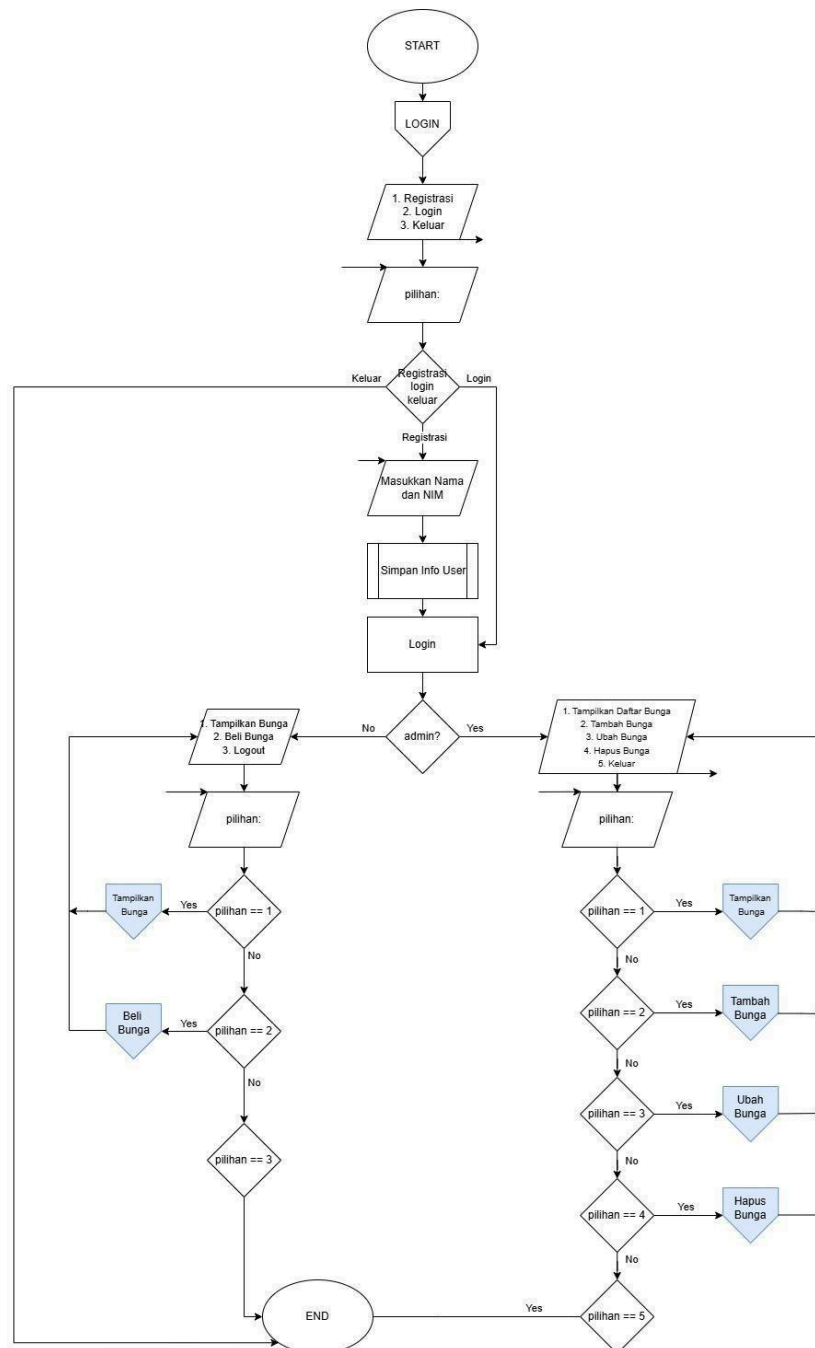 START
LOGIN
1. Registrasi
2. Login
3. Keluar
pilihan:
Keluar
Registrasi
login
keluar
Login
Registrasi
Masukkan Nama
dan NIM
Simpan Info User
Login
1. Tampilkan Bunga
2. Beli Bunga
3. Logout
No
admin?
Yes
1. Tampilkan Daftar Bunga
2. Tambah Bunga
3. Ubah Bunga
4. Hapus Bunga
5. Keluar
pilihan:
pilihan:
Tampilkan
Bunga
Yes
pilihan == 1
No
Beli
Bunga
Yes
pilihan == 2
No
pilihan == 3
pilihan == 1
Yes
Tampilkan
Bunga
No
pilihan == 2
Yes
Tambah
Bunga
No
pilihan == 3
Yes
Ubah
Bunga
No
pilihan == 4
Yes
Hapus
Bunga
No
END
Yes
pilihan == 5